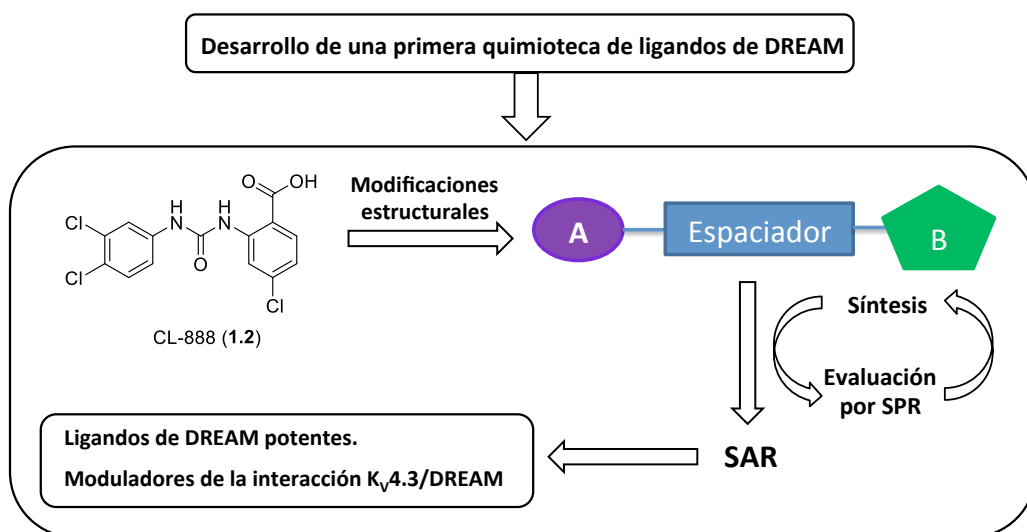 Desarrollo de una primera quimioteca de ligandos de DREAM
O
OH
Modificaciones
estructurales
Cl
Cl
H
N
H
N
O
Cl
CL-888 (1.2)
A
Espaciador
B
Síntesis
Evaluación
por SPR
SAR
Ligandos de DREAM potentes.
Moduladores de la interacción KV4.3/DREAM